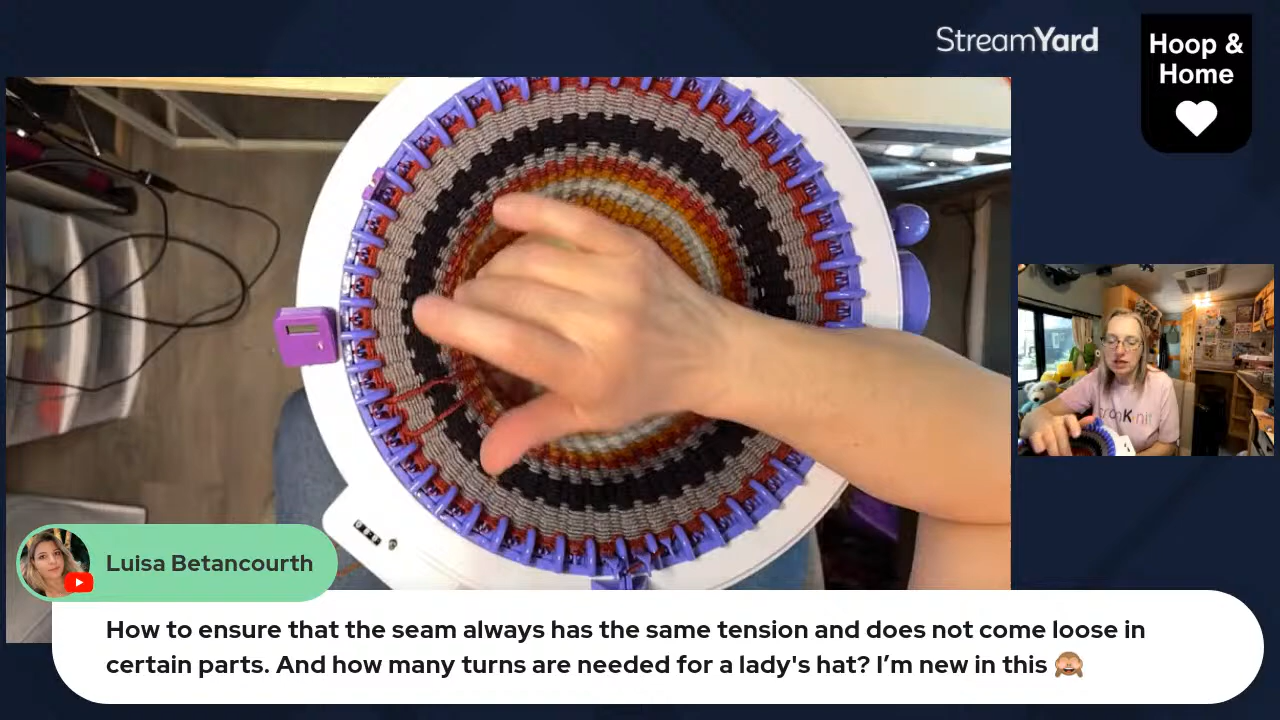 StreamYard
Hoop &
Home
Luisa Betancourth
How to ensure that the seam always has the same tension and does not come loose in
certain parts. And how many turns are needed for a lady's hat? I’m new in this 🙈